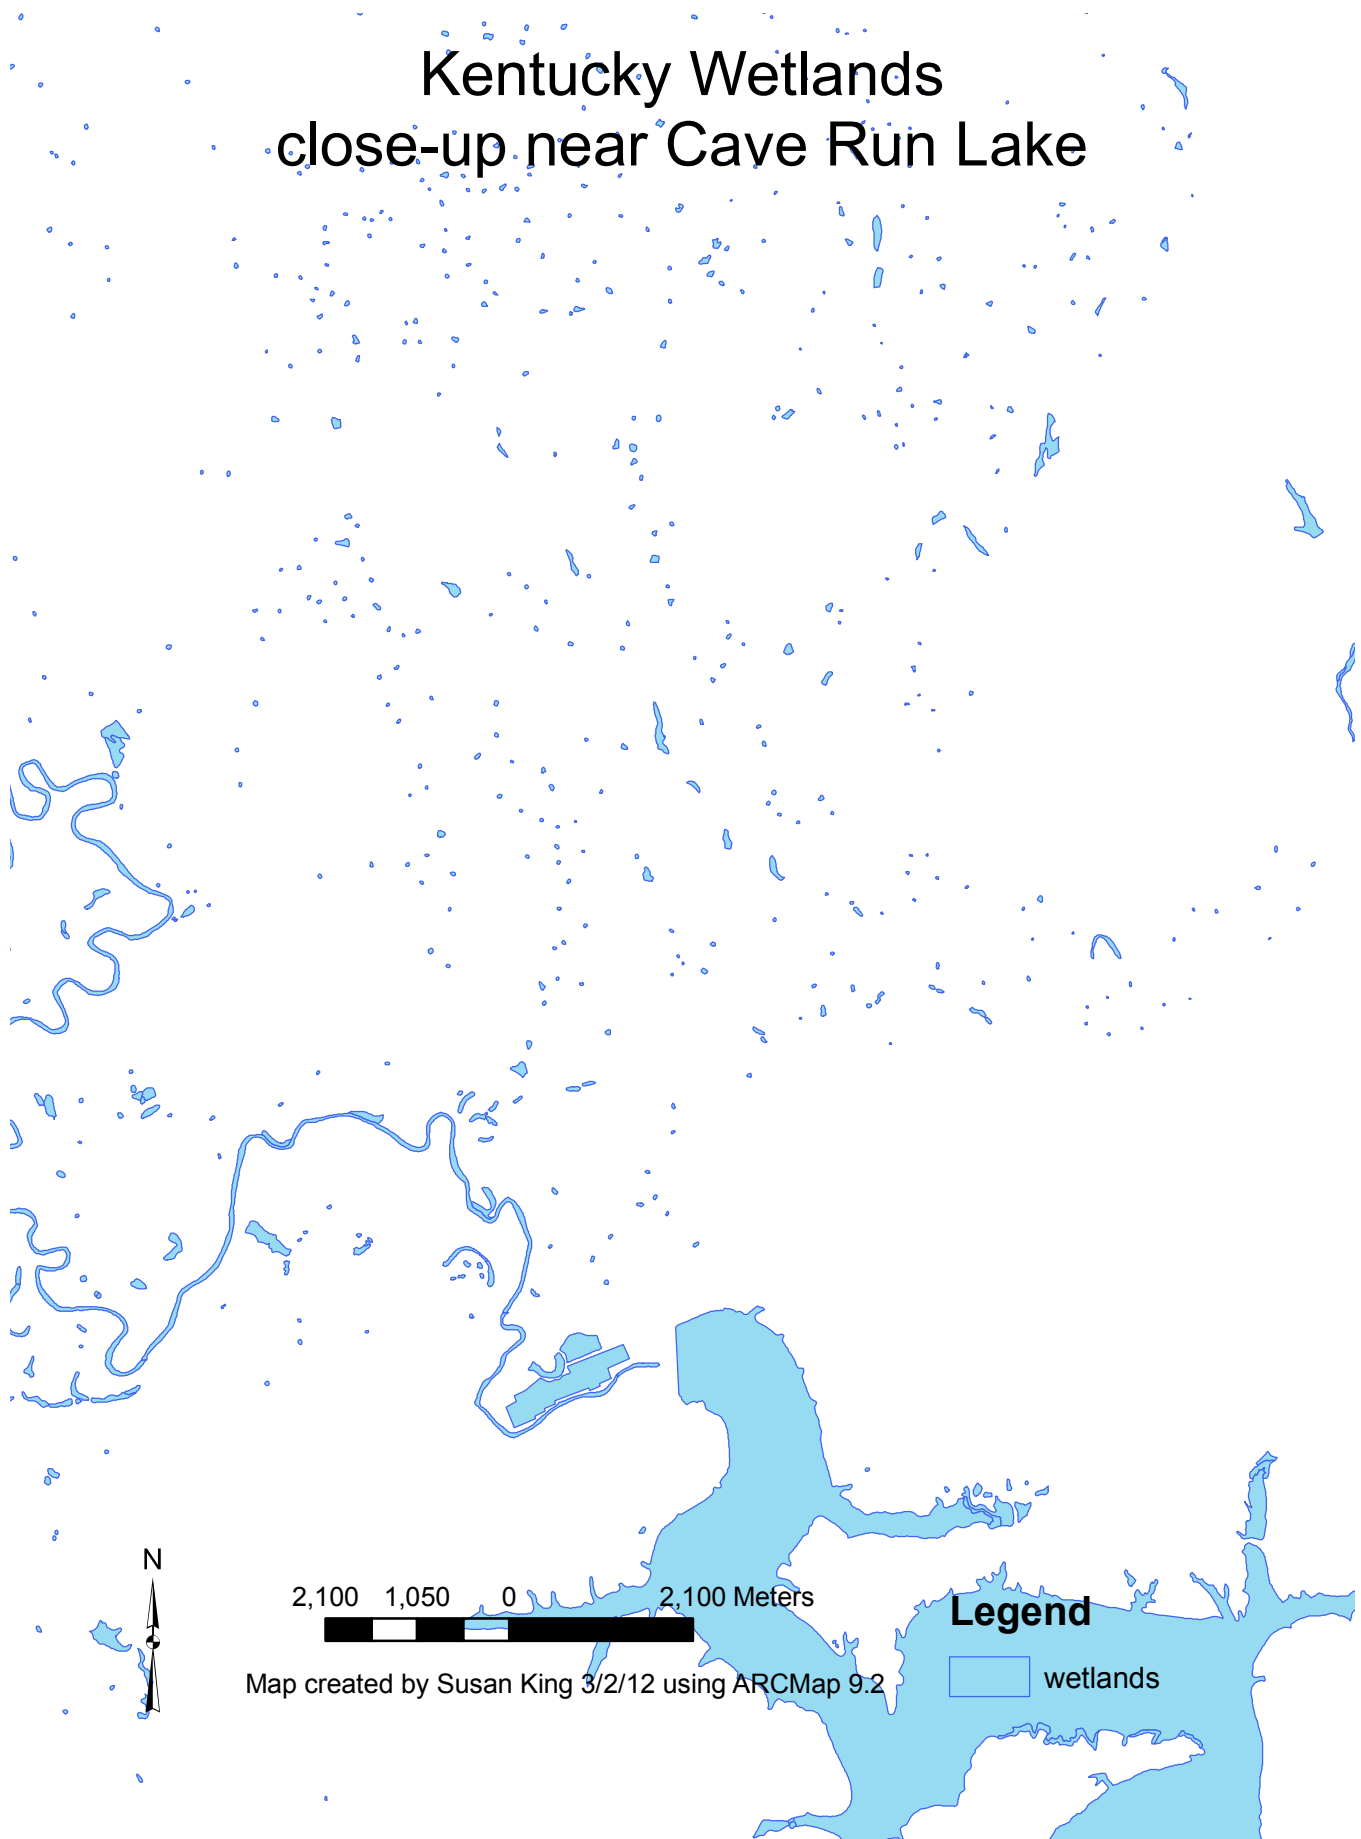 Kentucky Wetlands
close-up near Cave Run Lake
N
2,100 1,050 0 2,100 Meters
Map created by Susan King 3/2/12 using ARCMap 9.2
Legend
wetlands